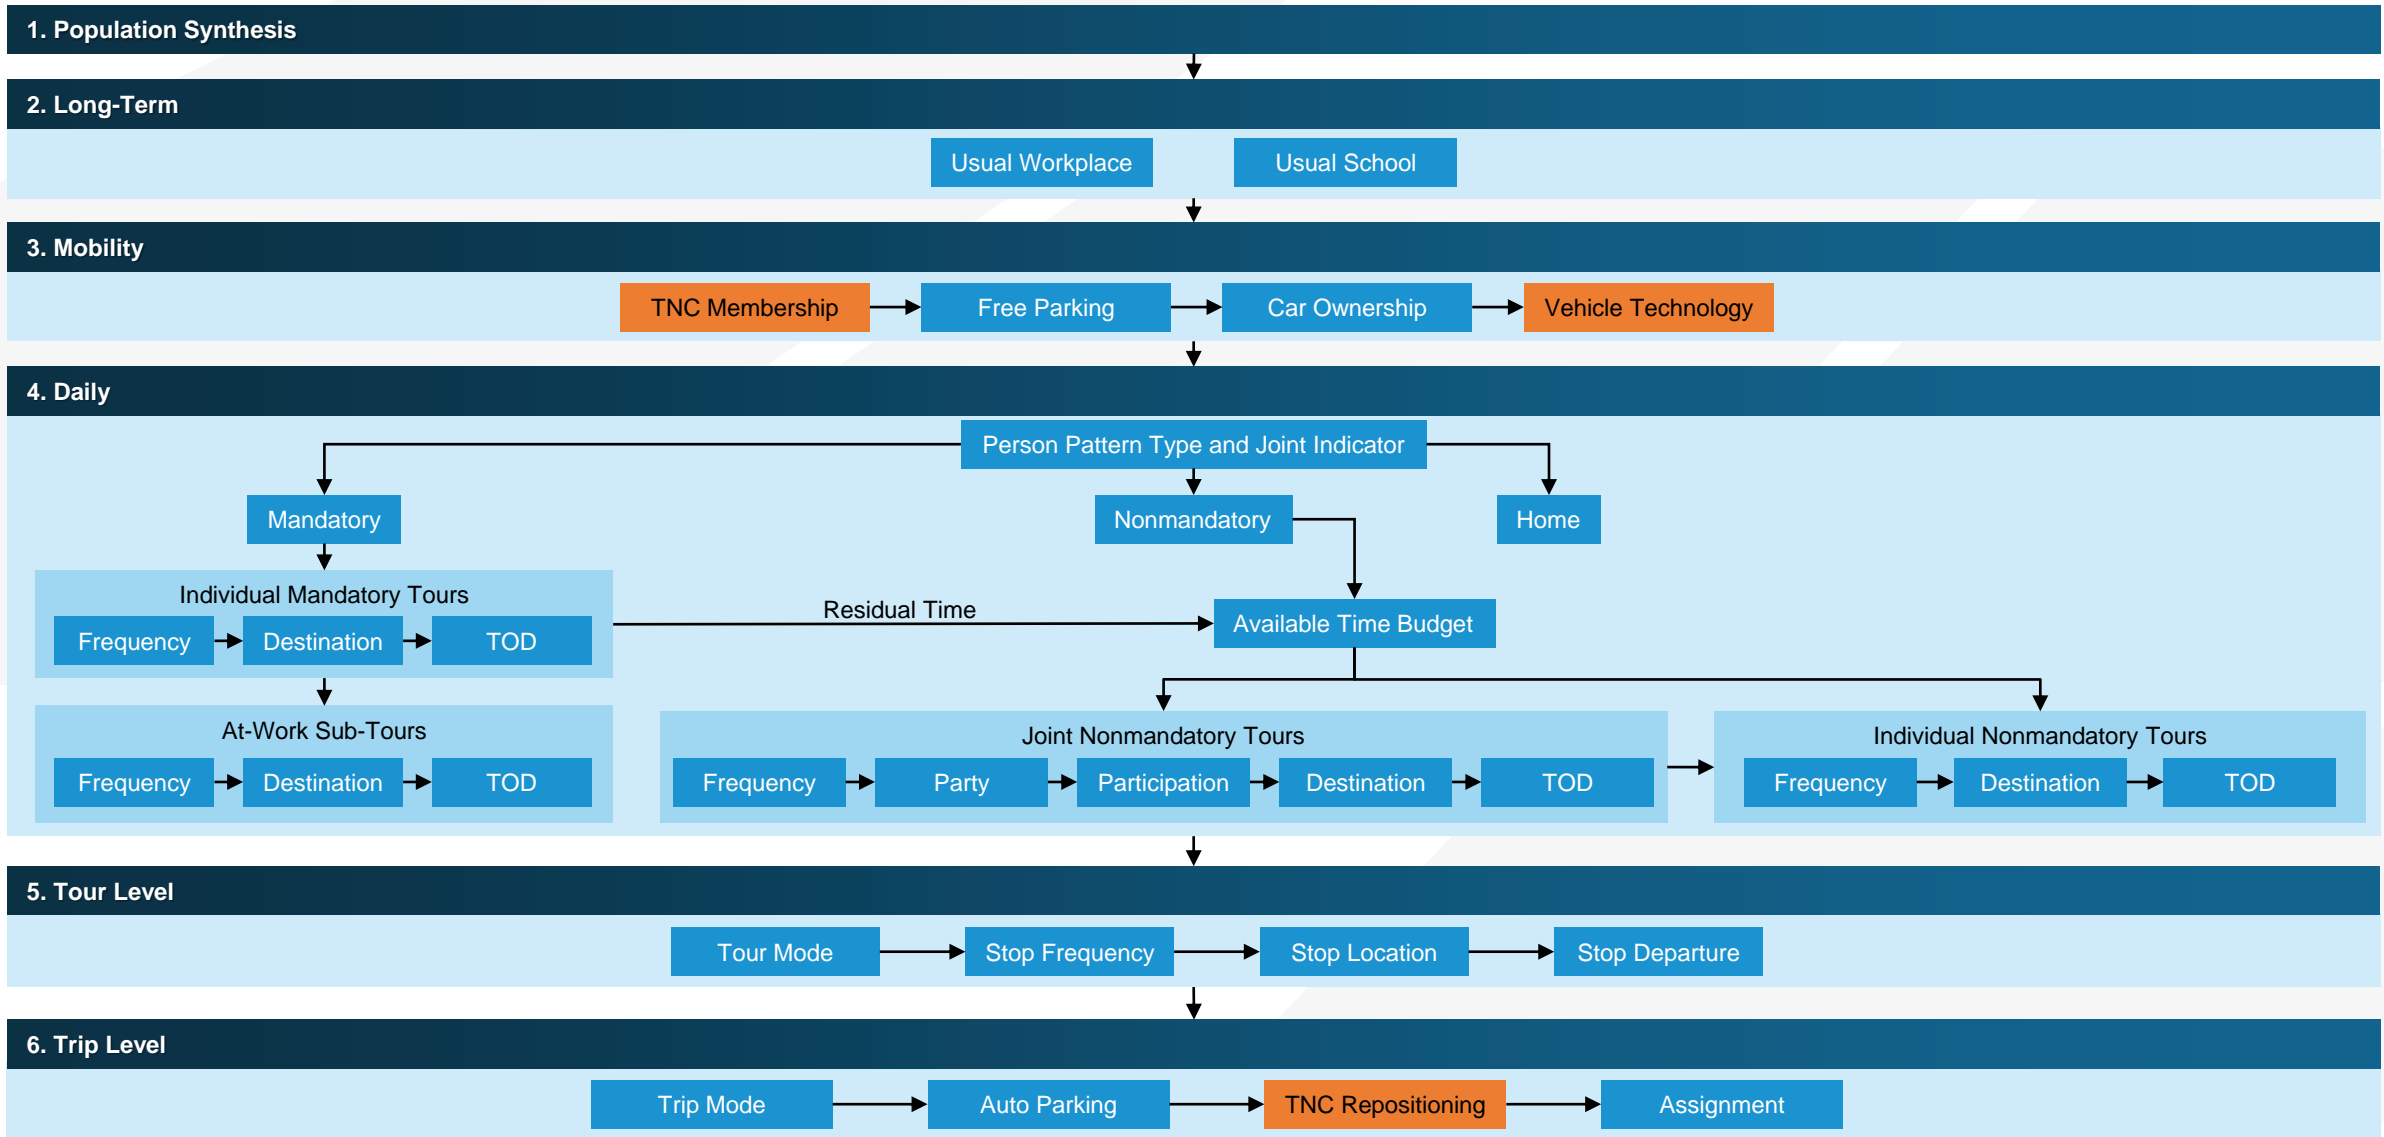 1. Population Synthesis
2. Long-Term
Usual Workplace
Usual School
3. Mobility
TNC Membership
Free Parking
Car Ownership
Vehicle Technology
4. Daily
Person Pattern Type and Joint Indicator
Mandatory
Nonmandatory
Home
Individual Mandatory Tours
Frequency
Destination
TOD
Residual Time
Available Time Budget
At-Work Sub-Tours
Frequency
Destination
TOD
Joint Nonmandatory Tours
Frequency
Party
Participation
Destination
TOD
Individual Nonmandatory Tours
Frequency
Destination
TOD
5. Tour Level
Tour Mode
Stop Frequency
Stop Location
Stop Departure
6. Trip Level
Trip Mode
Auto Parking
TNC Repositioning
Assignment